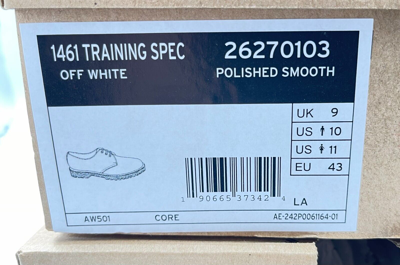 1461 TRAINING SPEC 26270103
OFF WHITE POLISHED SMOOTH
UK 9
US 10
US 11
EU 43
1 90665 37342 4
LA
AW501 CORE AE-242P0061164-01